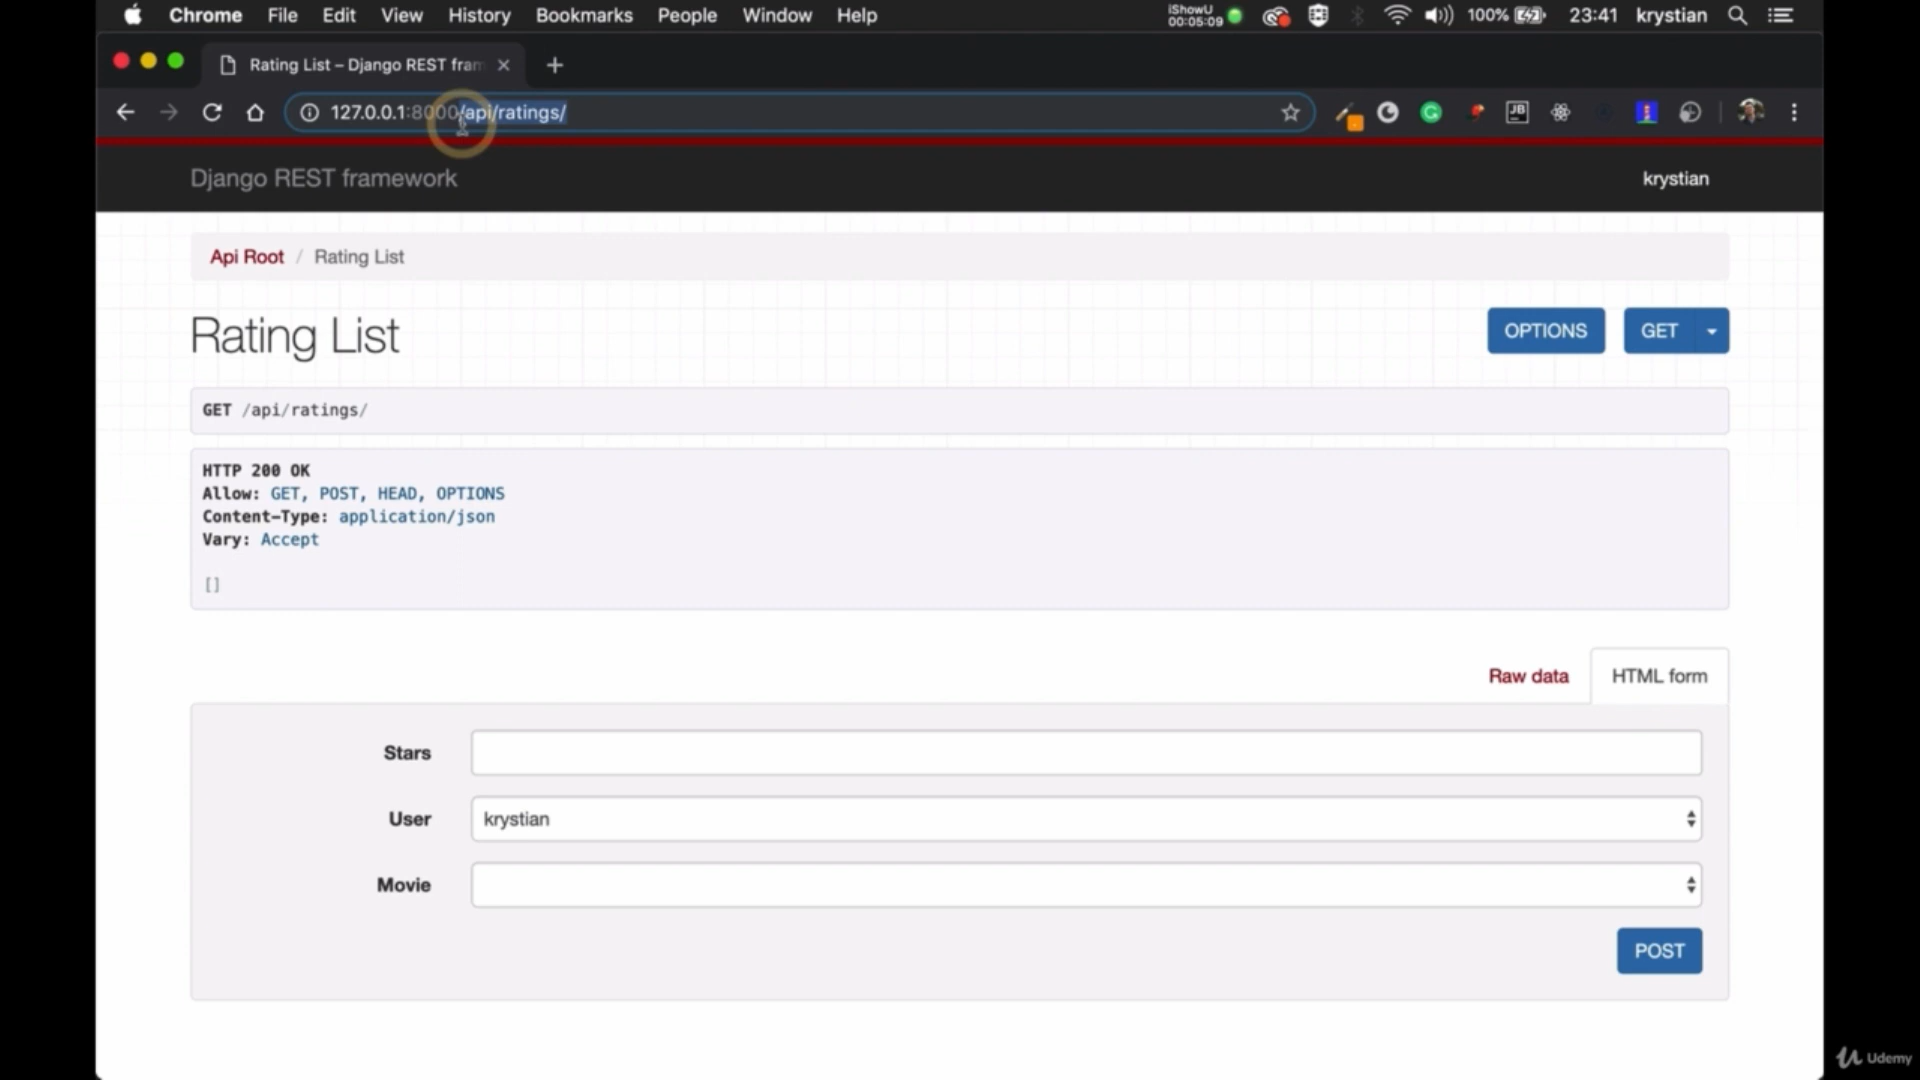 Chrome File Edit View History Bookmarks People Window Help iShowU 00:05:09 100% 23:41 krystian
Rating List – Django REST fram
127.0.0.1:8000/api/ratings/
JB
Django REST framework krystian
Api Root / Rating List
Rating List OPTIONS GET
GET /api/ratings/
HTTP 200 OK
Allow: GET, POST, HEAD, OPTIONS
Content-Type: application/json
Vary: Accept
[]
Raw data HTML form
Stars
User krystian
Movie
POST
Udemy